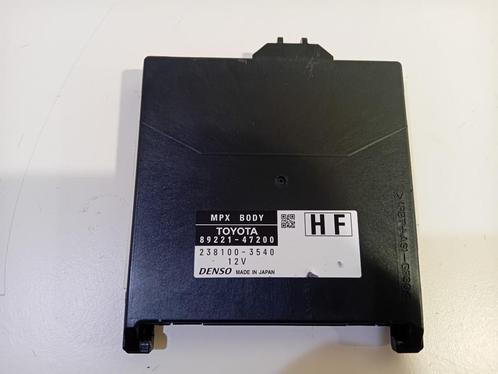 MPX BODY
TOYOTA
89221-47200
238100-3540
12V
DENSO MADE IN JAPAN
HF